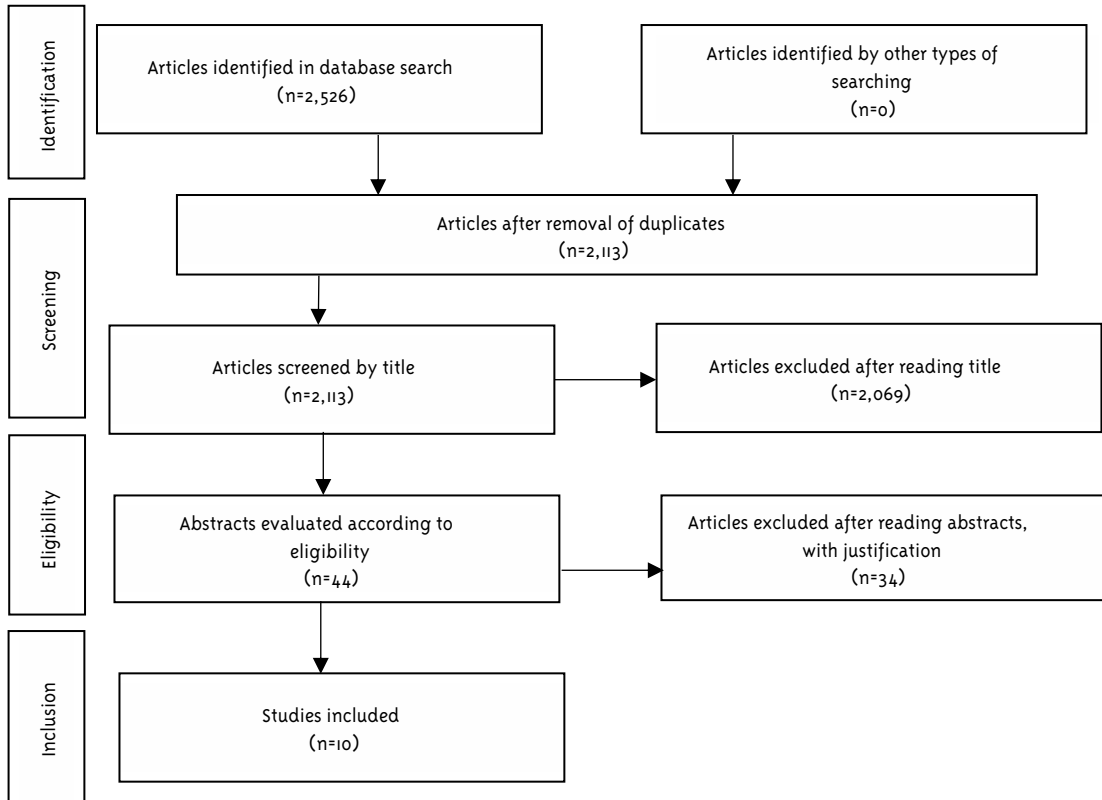 Identification
Articles identified in database search
(n=2,526)
Articles identified by other types of
searching
(n=0)
Screening
Articles after removal of duplicates
(n=2,113)
Articles screened by title
(n=2,113)
Articles excluded after reading title
(n=2,069)
Eligibility
Abstracts evaluated according to
eligibility
(n=44)
Articles excluded after reading abstracts,
with justification
(n=34)
Inclusion
Studies included
(n=10)